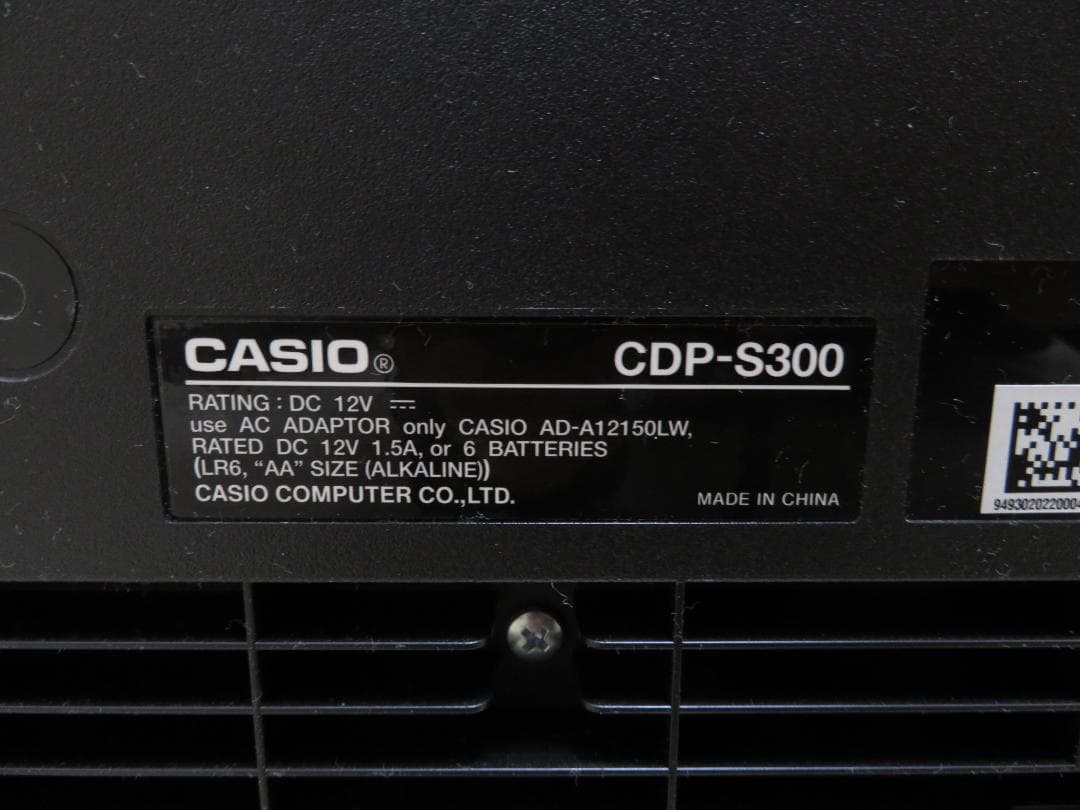 CASIO® CDP-S300
RATING : DC 12V ⎓
use AC ADAPTOR only CASIO AD-A12150LW,
RATED DC 12V 1.5A, or 6 BATTERIES
(LR6, “AA” SIZE (ALKALINE))
CASIO COMPUTER CO.,LTD. MADE IN CHINA